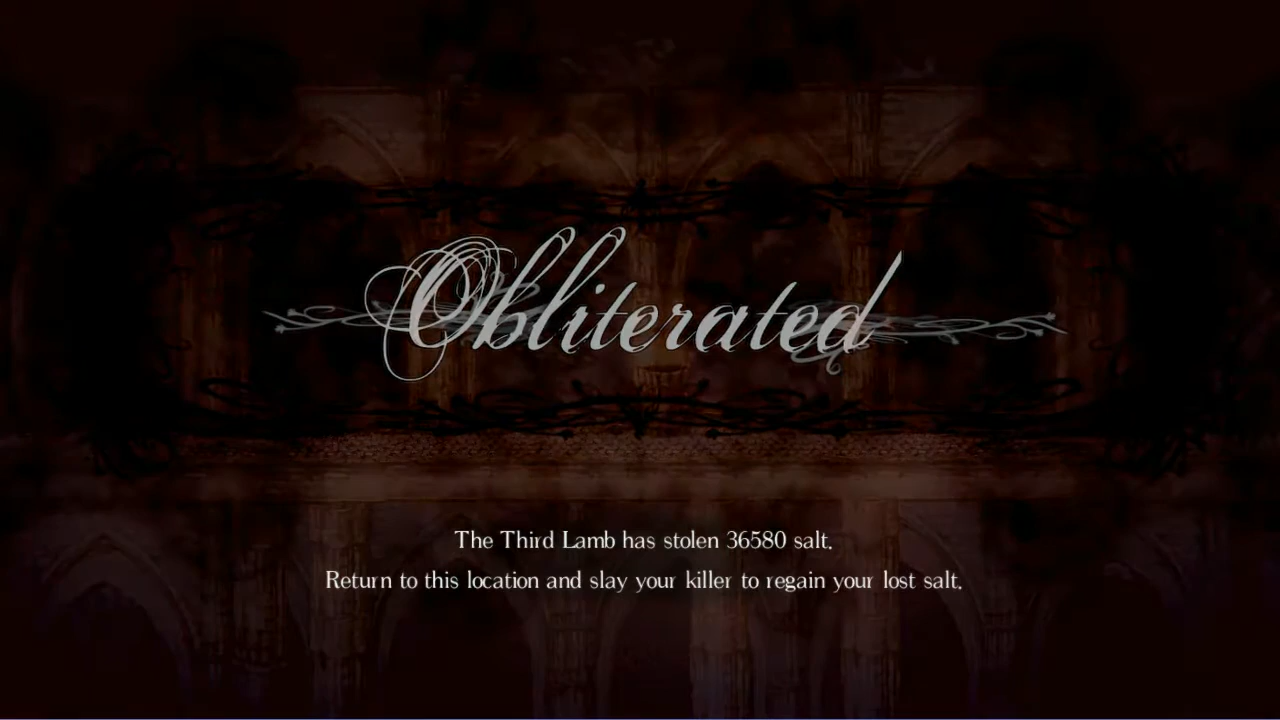 Obliterated
The Third Lamb has stolen 36580 salt.
Return to this location and slay your killer to regain your lost salt.